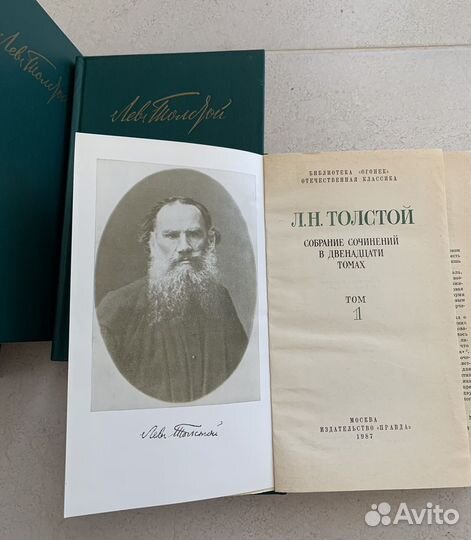 Лев Толстой
Лев Толстой
Лев Толстой
БИБЛИОТЕКА «ОГОНЕК»
ОТЕЧЕСТВЕННАЯ КЛАССИКА
Л.Н. ТОЛСТОЙ
СОБРАНИЕ СОЧИНЕНИЙ
В ДВЕНАДЦАТИ
ТОМАХ
ТОМ
1
МОСКВА
ИЗДАТЕЛЬСТВО «ПРАВДА»
1987
Avito